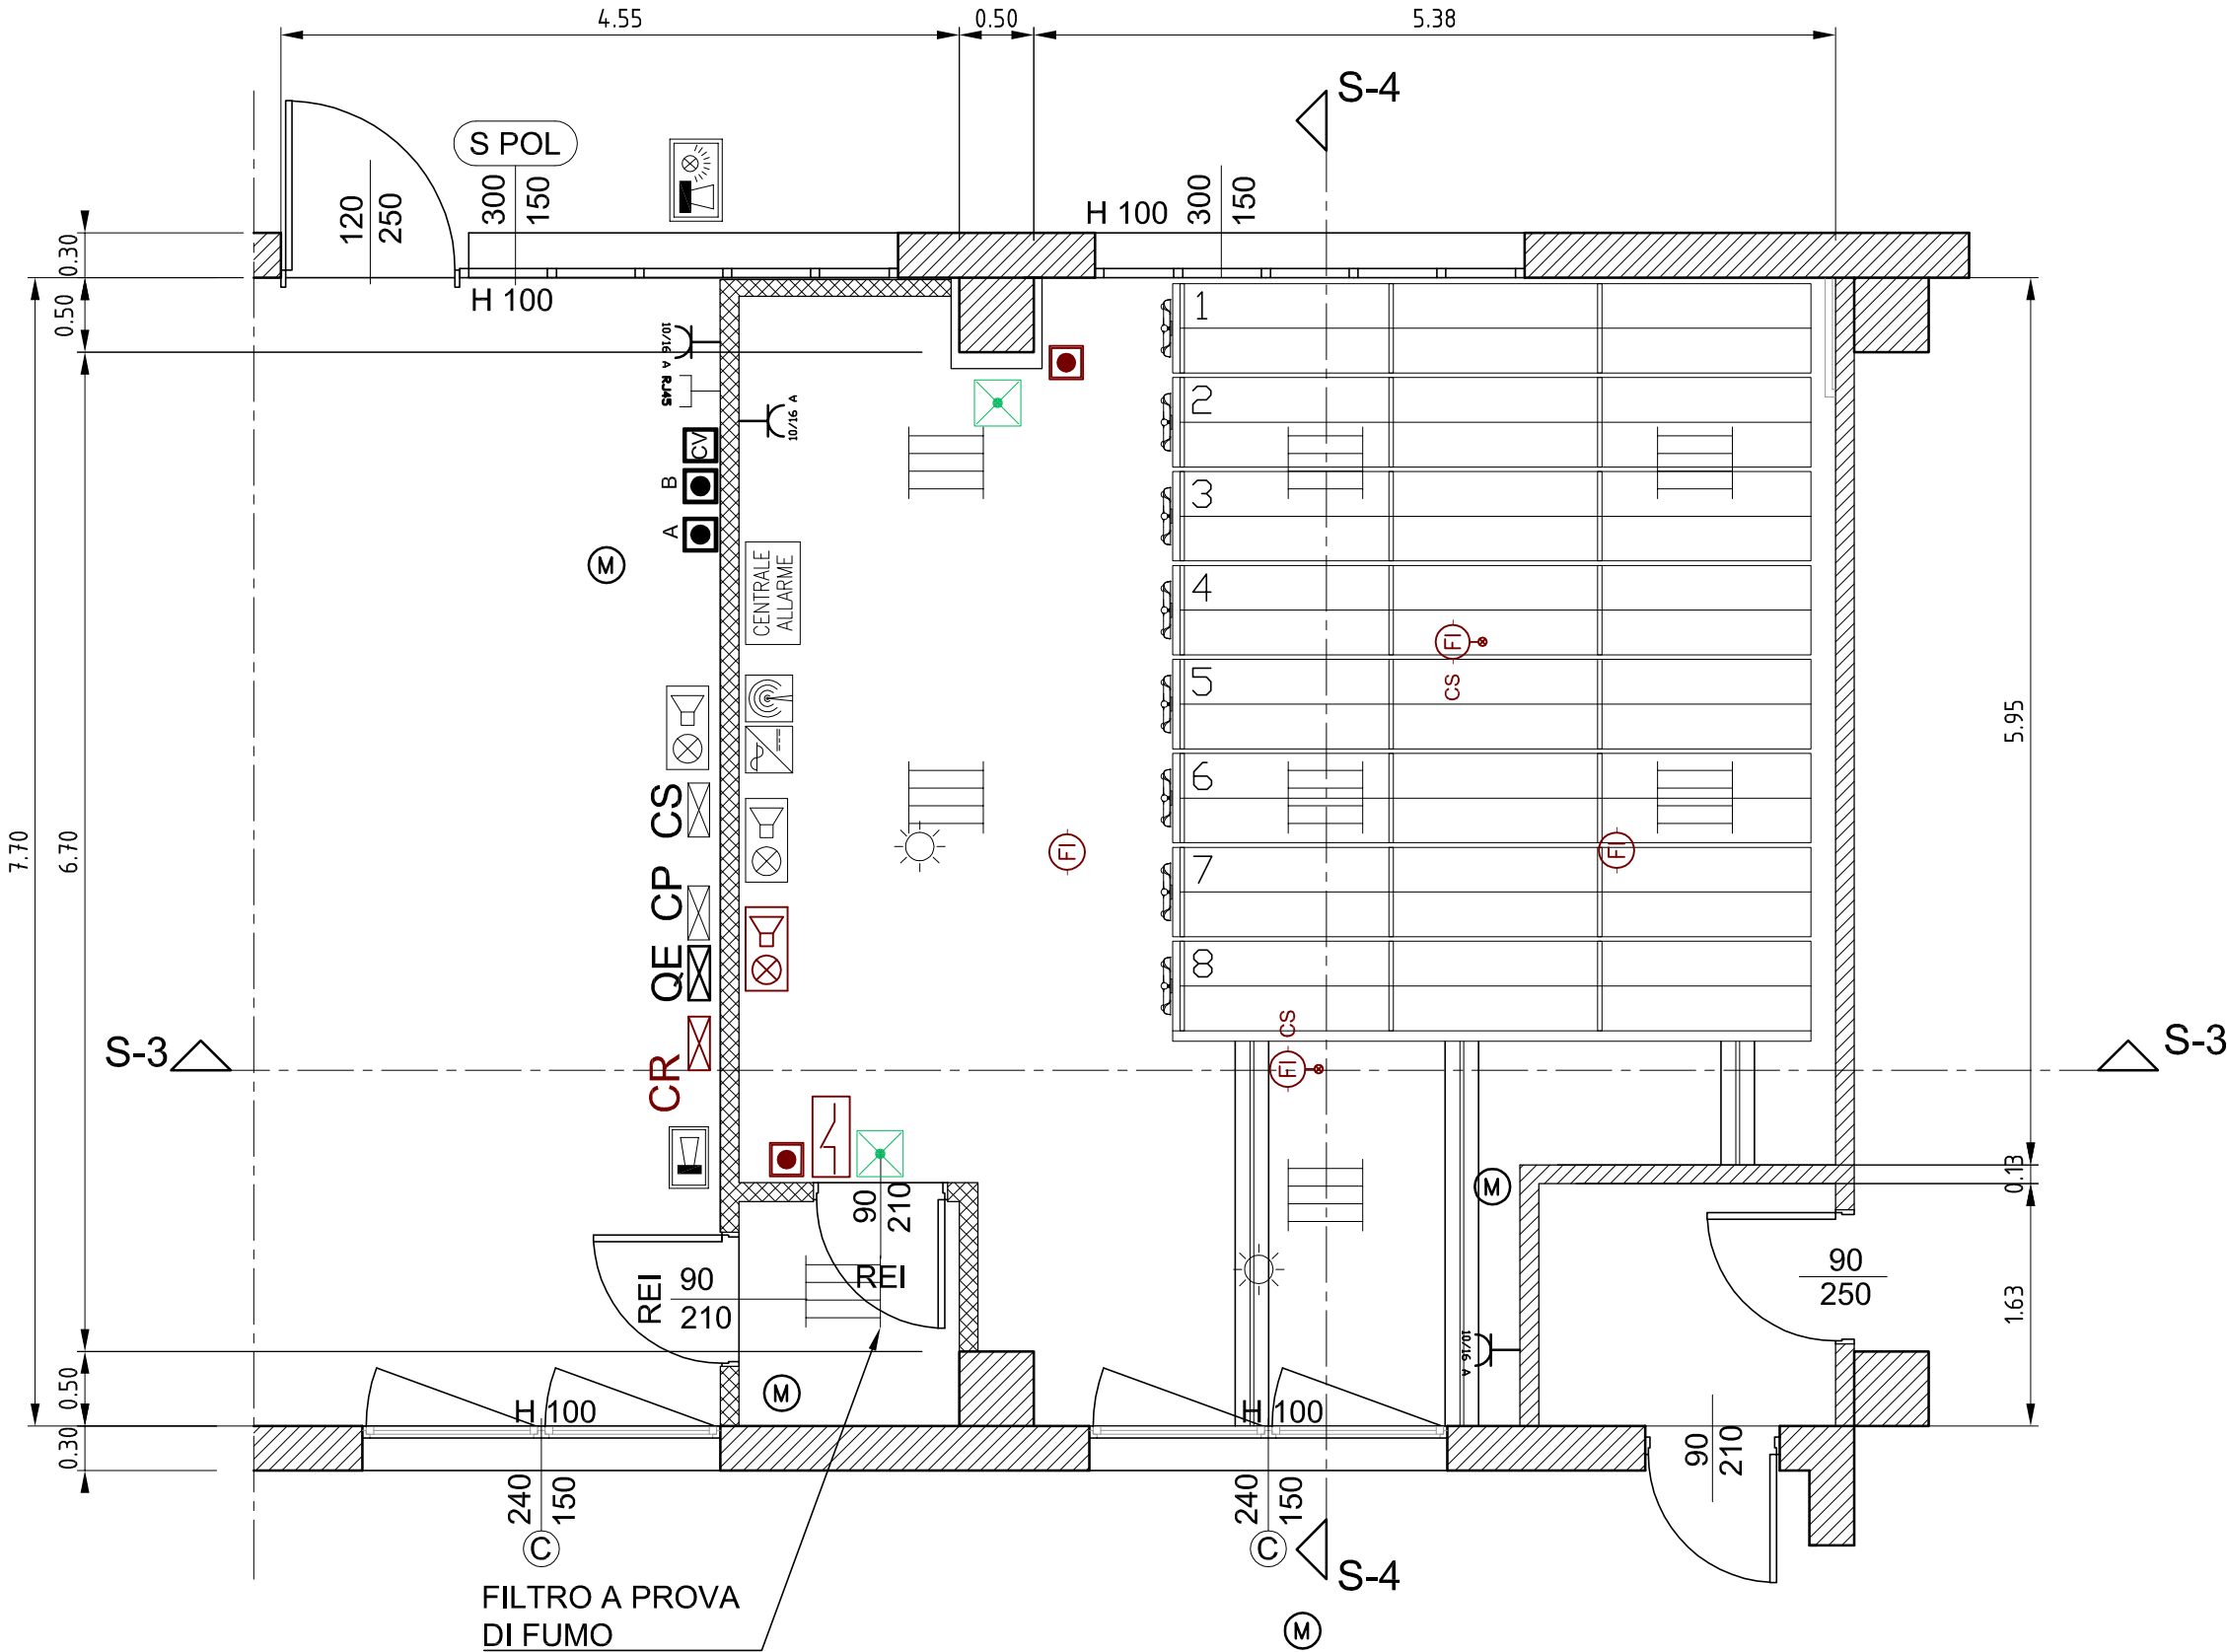 4.55
0.50
5.38
S-4
S POL
120
250
300
150
H 100
300
150
0.30
0.50
H 100
10/16 A
RJ45
10/16 A
CV
B
A
M
CENTRALE
ALLARME
1
2
3
4
5
6
7
8
FI
CS
FI
FI
CS
FI
CS
CP
QE
CR
7.70
6.70
5.95
0.13
1.63
S-3
S-3
90
210
REI
REI
90
210
M
10/16 A
90
250
0.50
0.30
M
H 100
H 100
240
150
C
240
150
C
90
210
S-4
FILTRO A PROVA
DI FUMO
M